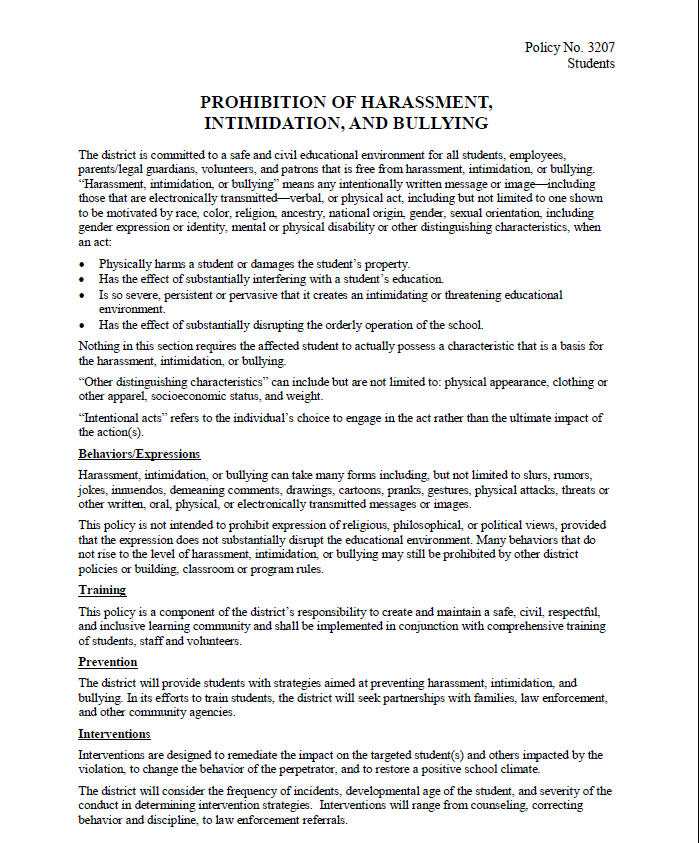 Policy No. 3207
Students
PROHIBITION OF HARASSMENT,
INTIMIDATION, AND BULLYING
The district is committed to a safe and civil educational environment for all students, employees,
parents/legal guardians, volunteers, and patrons that is free from harassment, intimidation, or bullying.
“Harassment, intimidation, or bullying” means any intentionally written message or image—including
those that are electronically transmitted—verbal, or physical act, including but not limited to one shown
to be motivated by race, color, religion, ancestry, national origin, gender, sexual orientation, including
gender expression or identity, mental or physical disability or other distinguishing characteristics, when
an act:
• Physically harms a student or damages the student’s property.
• Has the effect of substantially interfering with a student’s education.
• Is so severe, persistent or pervasive that it creates an intimidating or threatening educational
environment.
• Has the effect of substantially disrupting the orderly operation of the school.
Nothing in this section requires the affected student to actually possess a characteristic that is a basis for
the harassment, intimidation, or bullying.
“Other distinguishing characteristics” can include but are not limited to: physical appearance, clothing or
other apparel, socioeconomic status, and weight.
“Intentional acts” refers to the individual’s choice to engage in the act rather than the ultimate impact of
the action(s).
Behaviors/Expressions
Harassment, intimidation, or bullying can take many forms including, but not limited to slurs, rumors,
jokes, innuendos, demeaning comments, drawings, cartoons, pranks, gestures, physical attacks, threats or
other written, oral, physical, or electronically transmitted messages or images.
This policy is not intended to prohibit expression of religious, philosophical, or political views, provided
that the expression does not substantially disrupt the educational environment. Many behaviors that do
not rise to the level of harassment, intimidation, or bullying may still be prohibited by other district
policies or building, classroom or program rules.
Training
This policy is a component of the district’s responsibility to create and maintain a safe, civil, respectful,
and inclusive learning community and shall be implemented in conjunction with comprehensive training
of students, staff and volunteers.
Prevention
The district will provide students with strategies aimed at preventing harassment, intimidation, and
bullying. In its efforts to train students, the district will seek partnerships with families, law enforcement,
and other community agencies.
Interventions
Interventions are designed to remediate the impact on the targeted student(s) and others impacted by the
violation, to change the behavior of the perpetrator, and to restore a positive school climate.
The district will consider the frequency of incidents, developmental age of the student, and severity of the
conduct in determining intervention strategies. Interventions will range from counseling, correcting
behavior and discipline, to law enforcement referrals.